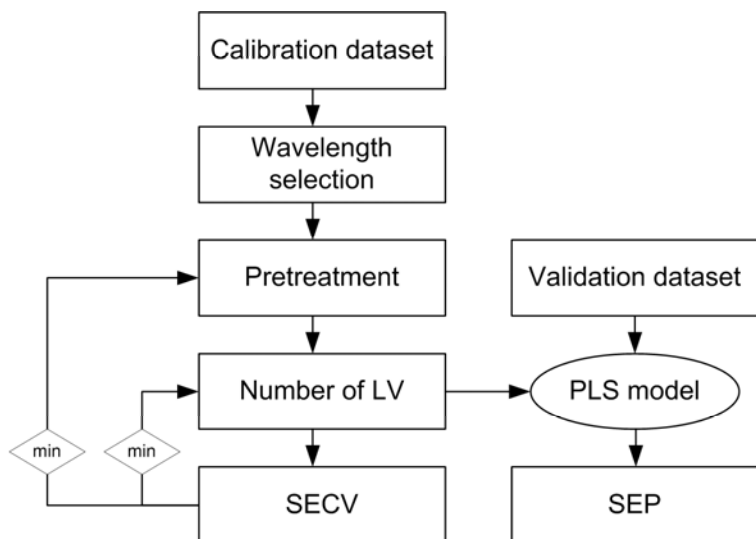 Calibration dataset
Wavelength
selection
Pretreatment
Validation dataset
Number of LV
PLS model
min
min
SECV
SEP